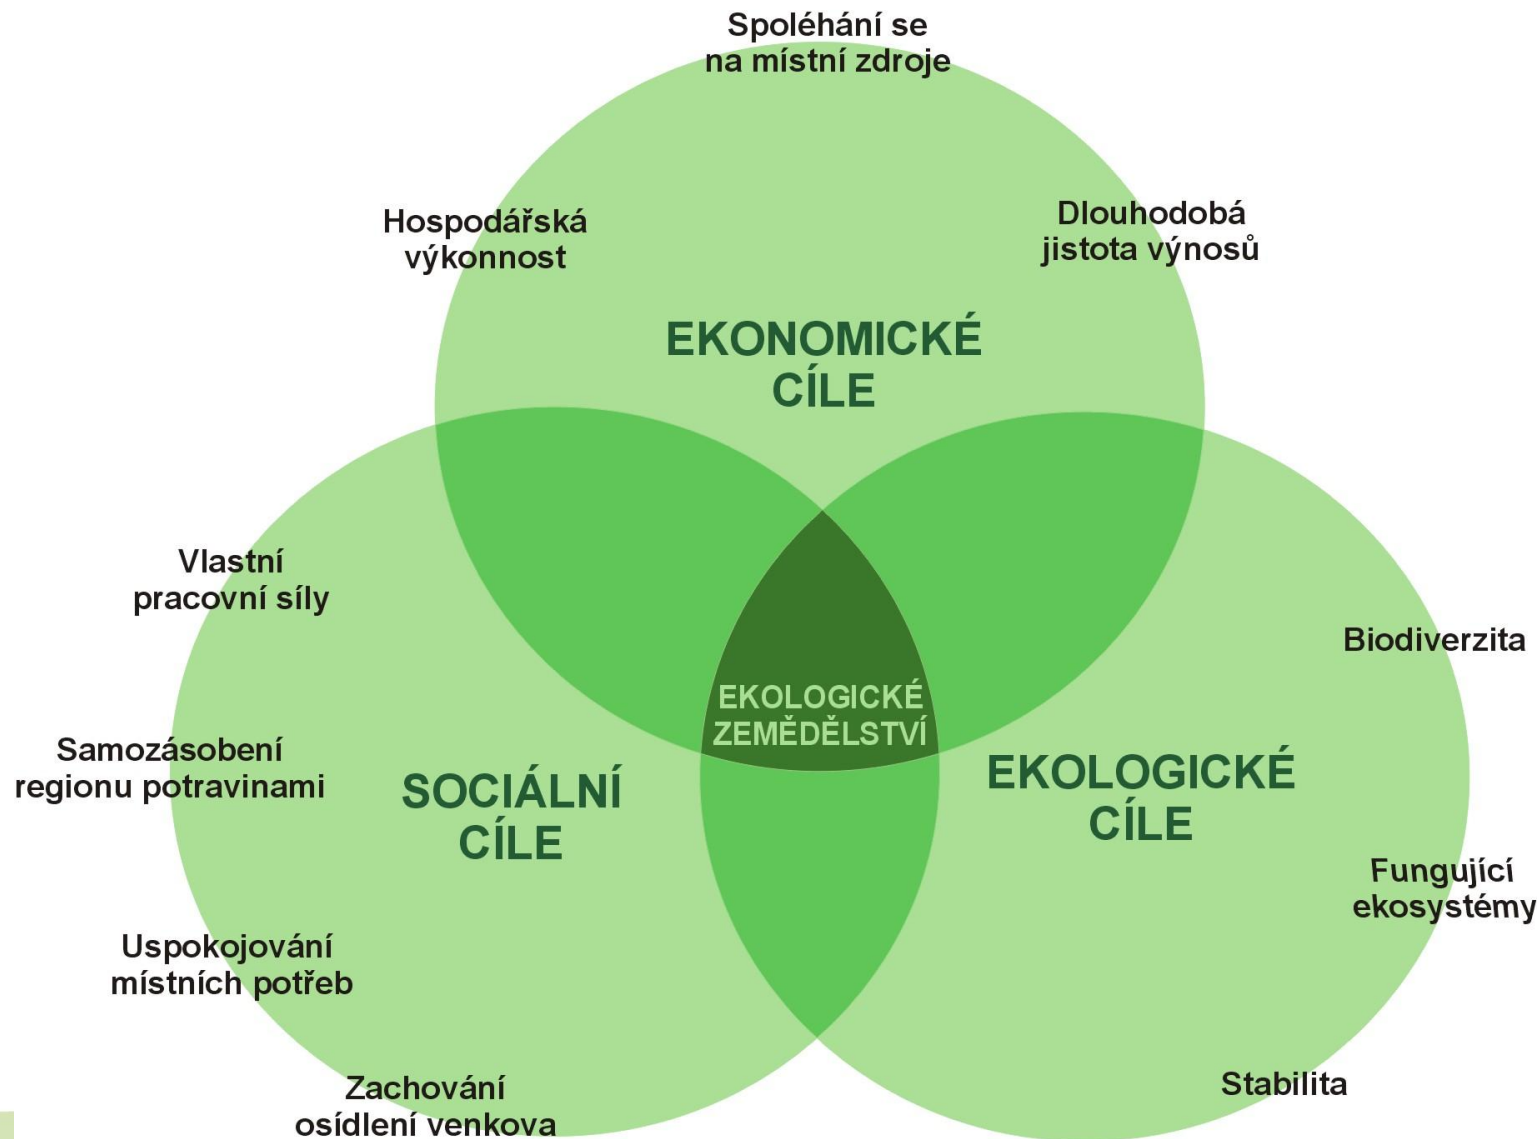 Spoléhání se
na místní zdroje
Hospodářská
výkonnost
Dlouhodobá
jistota výnosů
EKONOMICKÉ
CÍLE
Vlastní
pracovní síly
Biodiverzita
EKOLOGICKÉ
ZEMĚDĚLSTVÍ
Samozásobení
regionu potravinami
SOCIÁLNÍ
CÍLE
EKOLOGICKÉ
CÍLE
Fungující
ekosystémy
Uspokojování
místních potřeb
Stabilita
Zachování
osídlení venkova